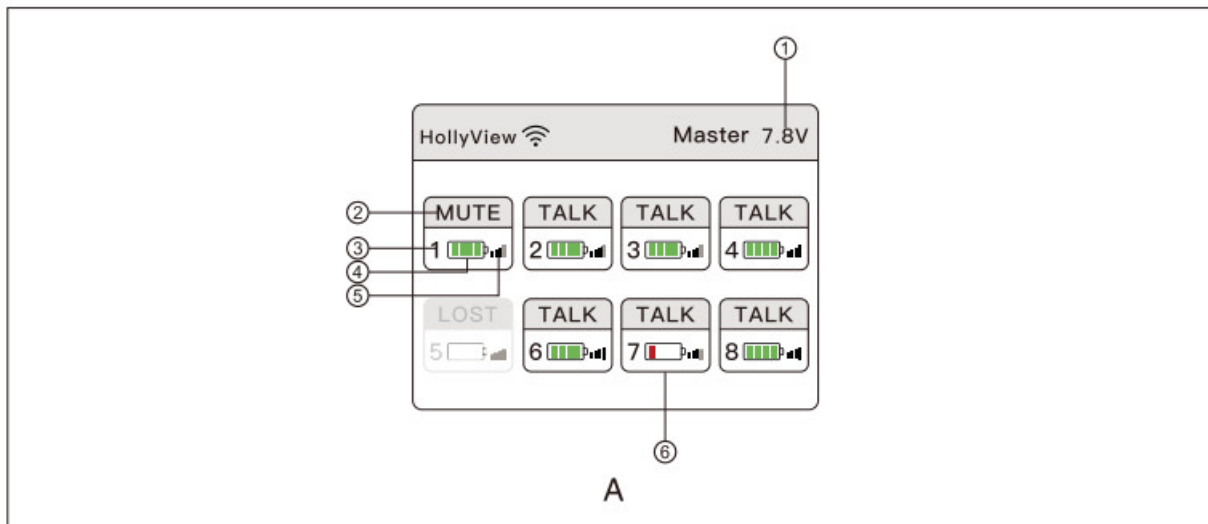 ①
HollyView Master 7.8V
② MUTE TALK TALK TALK
③ 1 2 3 4
④
⑤
LOST TALK TALK TALK
5 6 7 8
⑥
A